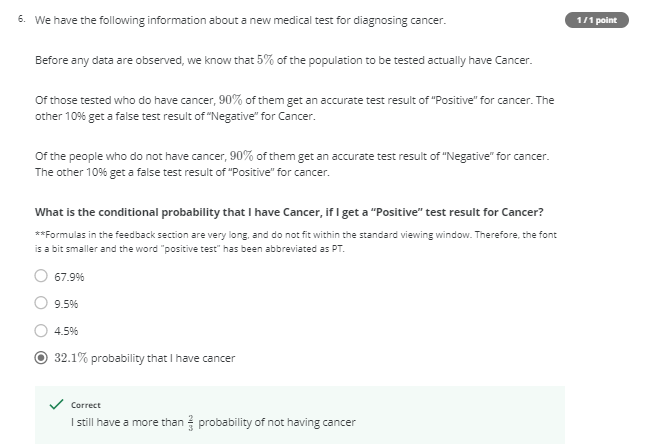 6. We have the following information about a new medical test for diagnosing cancer.
1 / 1 point
Before any data are observed, we know that 5% of the population to be tested actually have Cancer.
Of those tested who do have cancer, 90% of them get an accurate test result of "Positive" for cancer. The
other 10% get a false test result of "Negative" for Cancer.
Of the people who do not have cancer, 90% of them get an accurate test result of "Negative" for cancer.
The other 10% get a false test result of "Positive" for cancer.
What is the conditional probability that I have Cancer, if I get a "Positive" test result for Cancer?
**Formulas in the feedback section are very long, and do not fit within the standard viewing window. Therefore, the font
is a bit smaller and the word "positive test" has been abbreviated as PT.
67.9%
9.5%
4.5%
32.1% probability that I have cancer
Correct
I still have a more than 2/3 probability of not having cancer